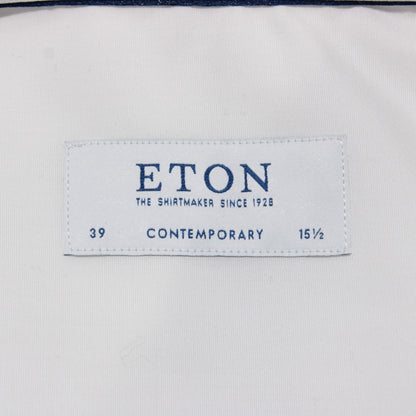 ETON
THE SHIRTMAKER SINCE 1928
39 CONTEMPORARY 15½